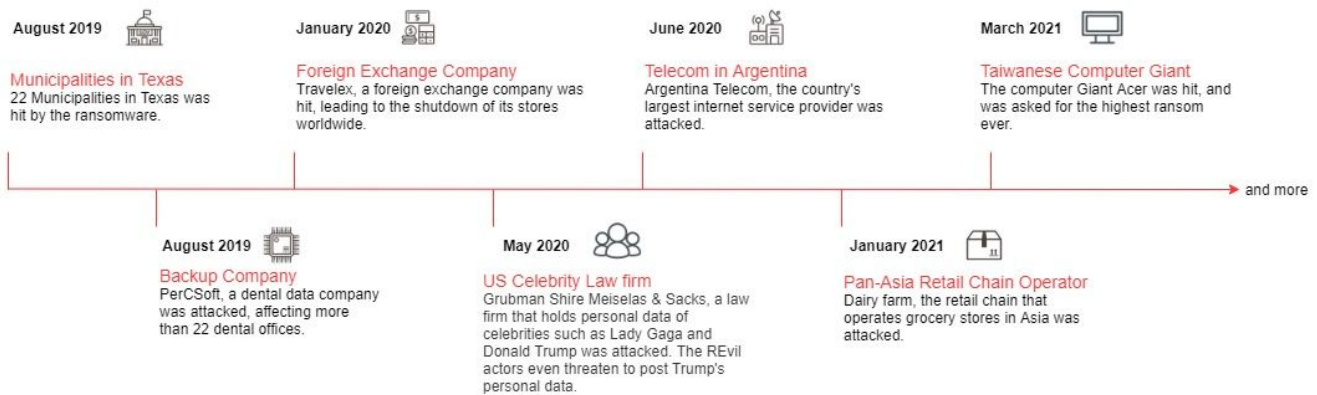 August 2019
Municipalities in Texas
22 Municipalities in Texas was
hit by the ransomware.
January 2020
Foreign Exchange Company
Travelex, a foreign exchange company was
hit, leading to the shutdown of its stores
worldwide.
June 2020
Telecom in Argentina
Argentina Telecom, the country's
largest internet service provider was
attacked.
March 2021
Taiwanese Computer Giant
The computer Giant Acer was hit, and
was asked for the highest ransom
ever.
and more
August 2019
Backup Company
PerCSoft, a dental data company
was attacked, affecting more
than 22 dental offices.
May 2020
US Celebrity Law firm
Grubman Shire Meiselas & Sacks, a law
firm that holds personal data of
celebrities such as Lady Gaga and
Donald Trump was attacked. The REvil
actors even threaten to post Trump's
personal data.
January 2021
Pan-Asia Retail Chain Operator
Dairy farm, the retail chain that
operates grocery stores in Asia was
attacked.